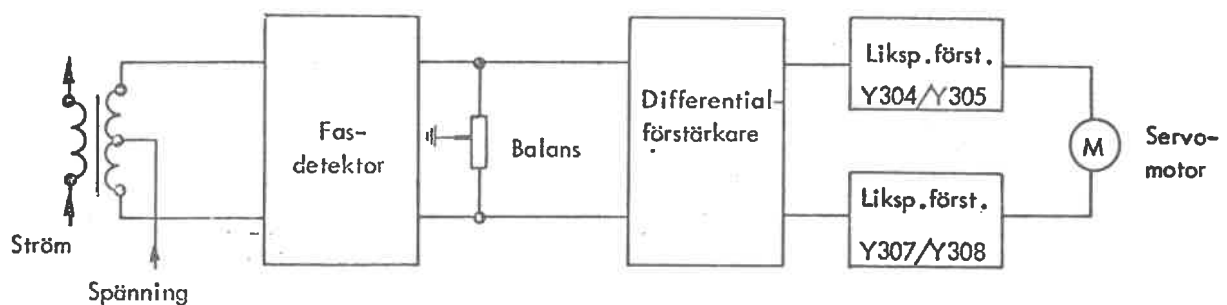 Ström
Spänning
Fas-
detektor
Balans
Differential-
förstärkare
Liksp.först.
Y304/Y305
Liksp.först.
Y307/Y308
M
Servo-
motor